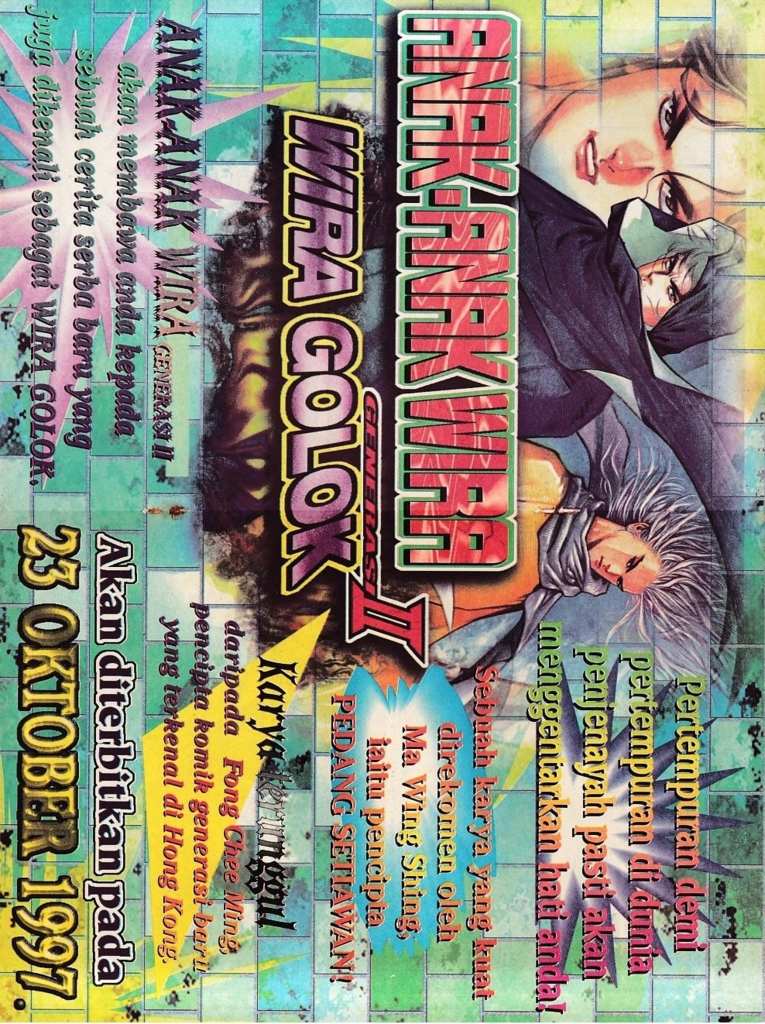 ANAK-ANAK WIRA
GENERASI II
WIRA GOLOK
Pertempuran demi
pertempuran di dunia
penjenayah pasti akan
menggentarkan hati anda!
Sebuah karya yang kuat
direkomen oleh
Ma Wing Shing,
iaitu pencipta
PEDANG SETIAWAN!
ANAK-ANAK WIRA GENERASI II
akan membawa anda kepada
sebuah cerita serba baru yang
juga dikenali sebagai WIRA GOLOK.
Karya terunggul
daripada Fong Chee Ming,
pencipta komik generasi baru
yang terkenal di Hong Kong.
Akan diterbitkan pada
23 OKTOBER 1997.